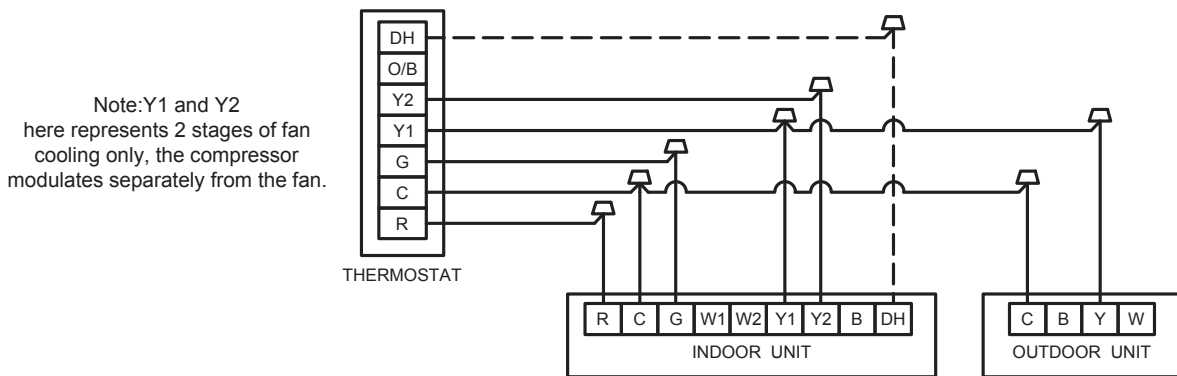 Note:Y1 and Y2
here represents 2 stages of fan
cooling only, the compressor
modulates separately from the fan.
DH
O/B
Y2
Y1
G
C
R
THERMOSTAT
R C G W1 W2 Y1 Y2 B DH
INDOOR UNIT
C B Y W
OUTDOOR UNIT